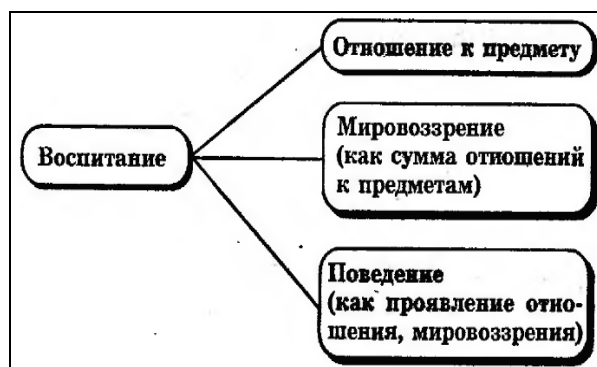 Отношение к предмету
Воспитание
Мировоззрение
(как сумма отношений
к предметам)
Поведение
(как проявление отно-
шения, мировоззрения)